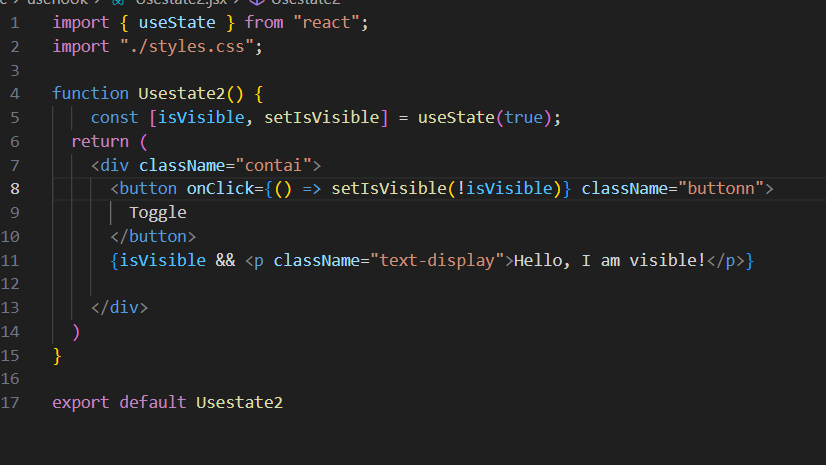 usehook > Usestate2.jsx > Usestate2
1 import { useState } from "react";
2 import "./styles.css";
3
4 function Usestate2() {
5 const [isVisible, setIsVisible] = useState(true);
6 return (
7 <div className="contai">
8 <button onClick={() => setIsVisible(!isVisible)} className="buttonn">
9 Toggle
10 </button>
11 {isVisible && <p className="text-display">Hello, I am visible!</p>}
12
13 </div>
14 )
15 }
16
17 export default Usestate2